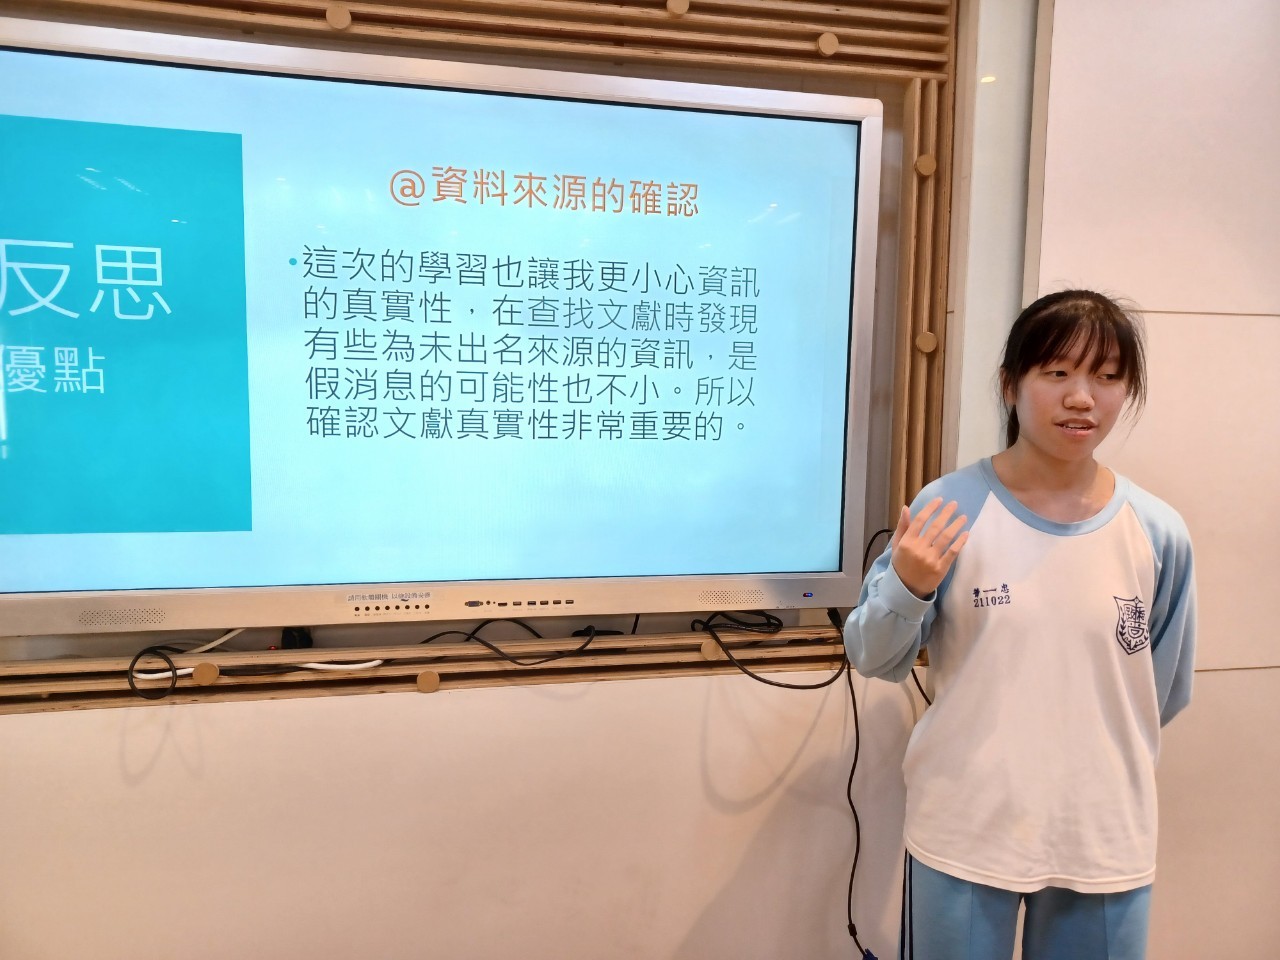 反思
優點
@資料來源的確認
•這次的學習也讓我更小心資訊
的真實性，在查找文獻時發現
有些為未出名來源的資訊，是
假消息的可能性也不小。所以
確認文獻真實性非常重要的。
普一忠
211022